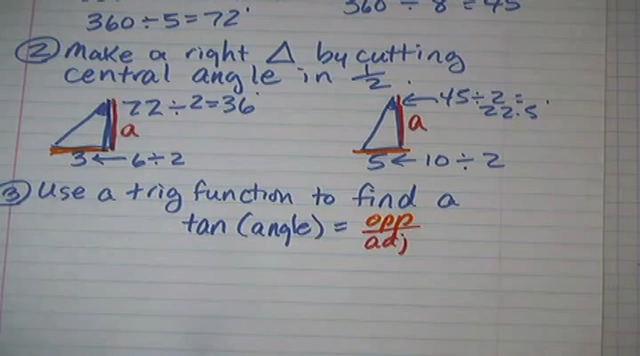 360 ÷ 5 = 72°
360 ÷ 8 = 45
② Make a right △ by cutting
central angle in 1/2.
72 ÷ 2 = 36°
a
3 ← 6 ÷ 2
← 45 ÷ 2 =
22.5°
a
5 ← 10 ÷ 2
③ Use a trig function to find a
tan (angle) = opp/adj